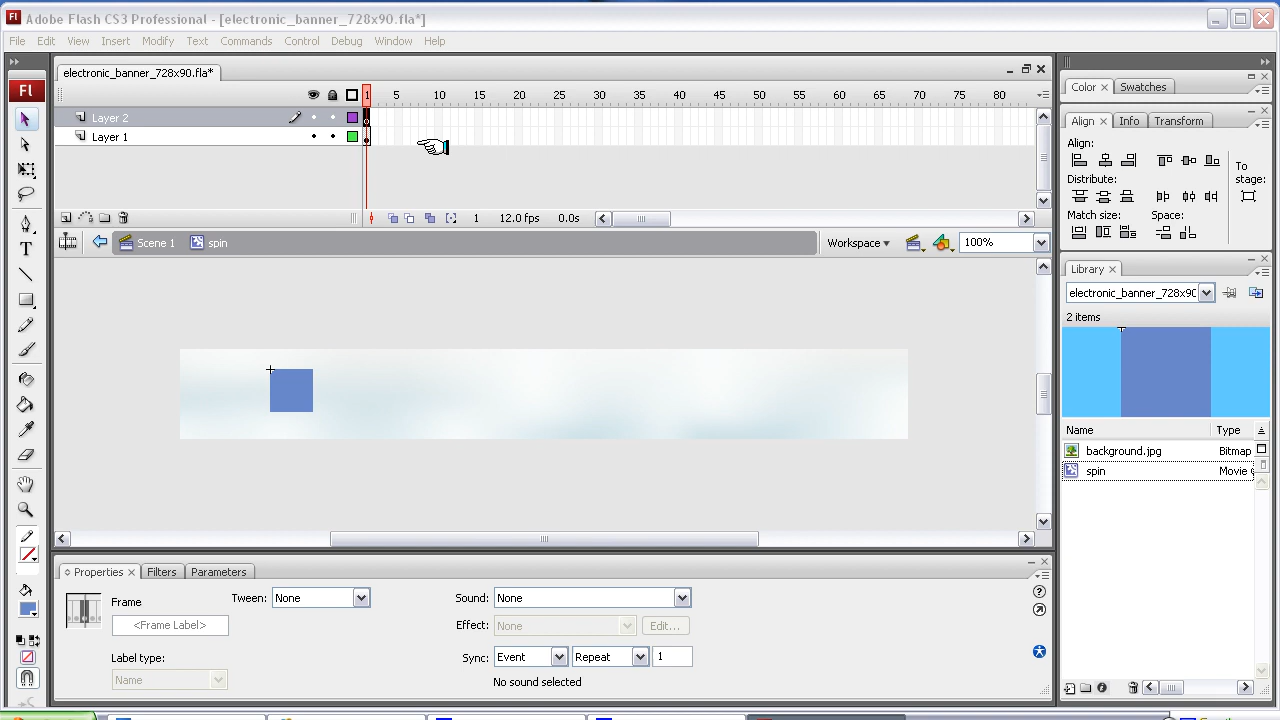 Adobe Flash CS3 Professional - [electronic_banner_728x90.fla*]
File Edit View Insert Modify Text Commands Control Debug Window Help
electronic_banner_728x90.fla*
Fl
1 5 10 15 20 25 30 35 40 45 50 55 60 65 70 75 80
Layer 2
Layer 1
1 12.0 fps 0.0s
Scene 1 spin Workspace 100%
Color Swatches
Align Info Transform
Align:
To stage:
Distribute:
Match size: Space:
Library
electronic_banner_728x90
2 items
Name Type
background.jpg Bitmap
spin Movie
Properties Filters Parameters
Frame Tween: None Sound: None
<Frame Label> Effect: None Edit...
Label type: Sync: Event Repeat 1
Name No sound selected